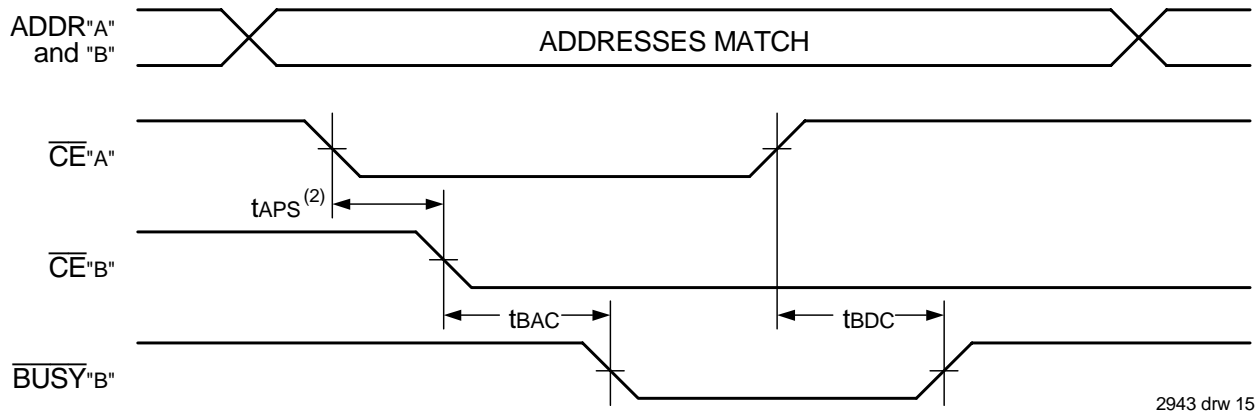 ADDR"A"
and "B"
ADDRESSES MATCH
CE"A"
tAPS (2)
CE"B"
tBAC
tBDC
BUSY"B"
2943 drw 15